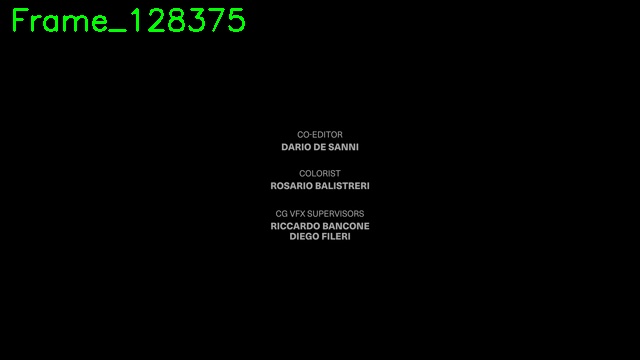 Frame_128375
CO-EDITOR
DARIO DE SANNI
COLORIST
ROSARIO BALISTRERI
CG VFX SUPERVISORS
RICCARDO BANCONE
DIEGO FILERI